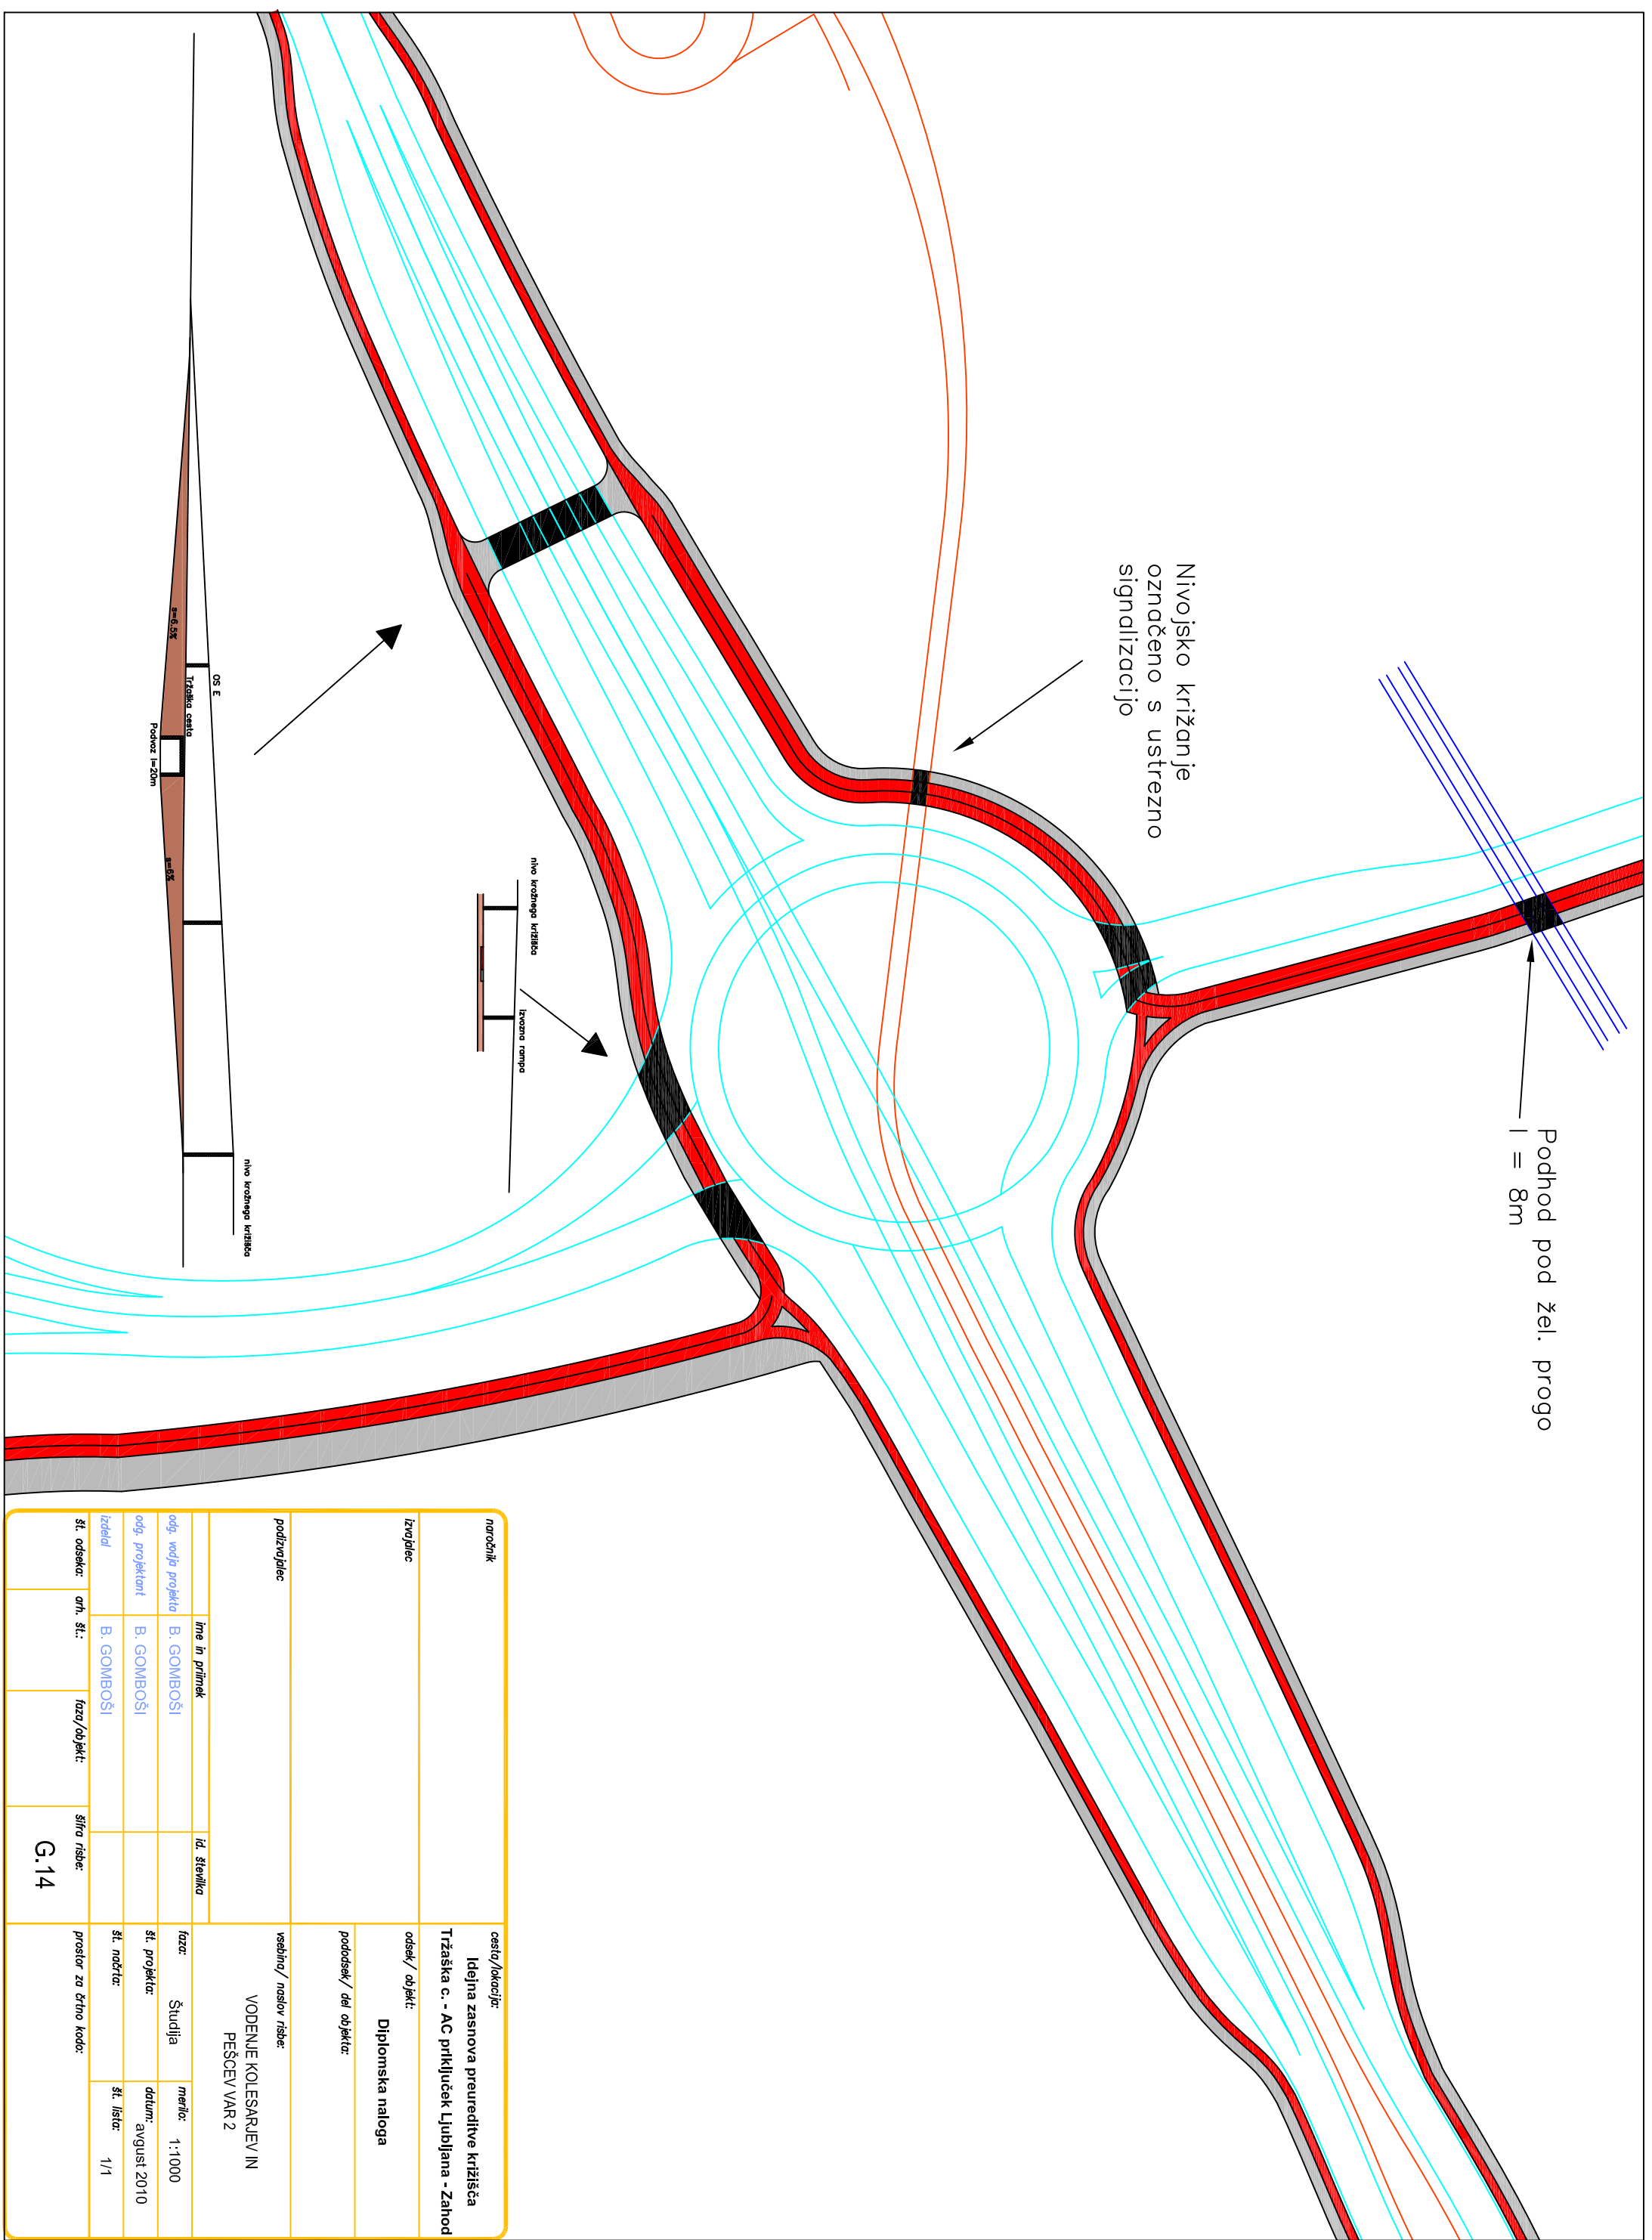 Podhod pod žel. progo
l = 8m
Nivojsko križanje
označeno s ustrezno
signalizacijo
nivo krožnega križišča
izvozna rampa
OS E
Tržaška cesta
s=6.5%
Podvoz l=20m
s=6%
nivo krožnega križišča
naročnik
izvajalec
podizvajalec
ime in priimek
id. številka
odg. vodja projekta
B. GOMBOŠI
odg. projektant
B. GOMBOŠI
izdelal
B. GOMBOŠI
št. odseka:
arh. št.:
faza/objekt:
šifra risbe:
G.14
cesta/lokacija:
Idejna zasnova preureditve križišča
Tržaška c. - AC priključek Ljubljana - Zahod
odsek/ objekt:
Diplomska naloga
pododsek/ del objekta:
vsebina/ naslov risbe:
VODENJE KOLESARJEV IN
PEŠCEV VAR 2
faza:
Študija
merilo:
1:1000
št. projekta:
datum:
avgust 2010
št. načrta:
št. lista:
1/1
prostor za črtno kodo: